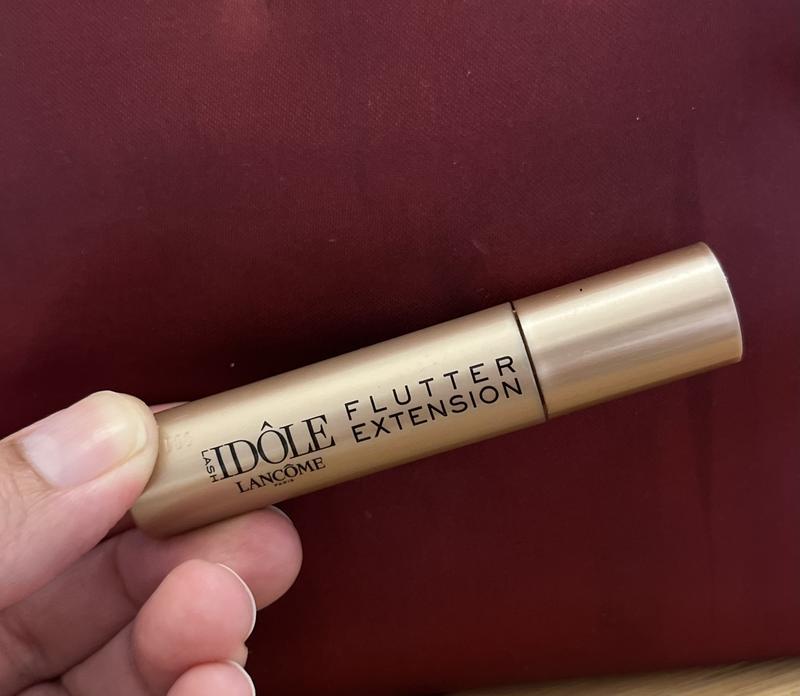 LASH
IDÔLE
LANCÔME
PARIS
FLUTTER
EXTENSION